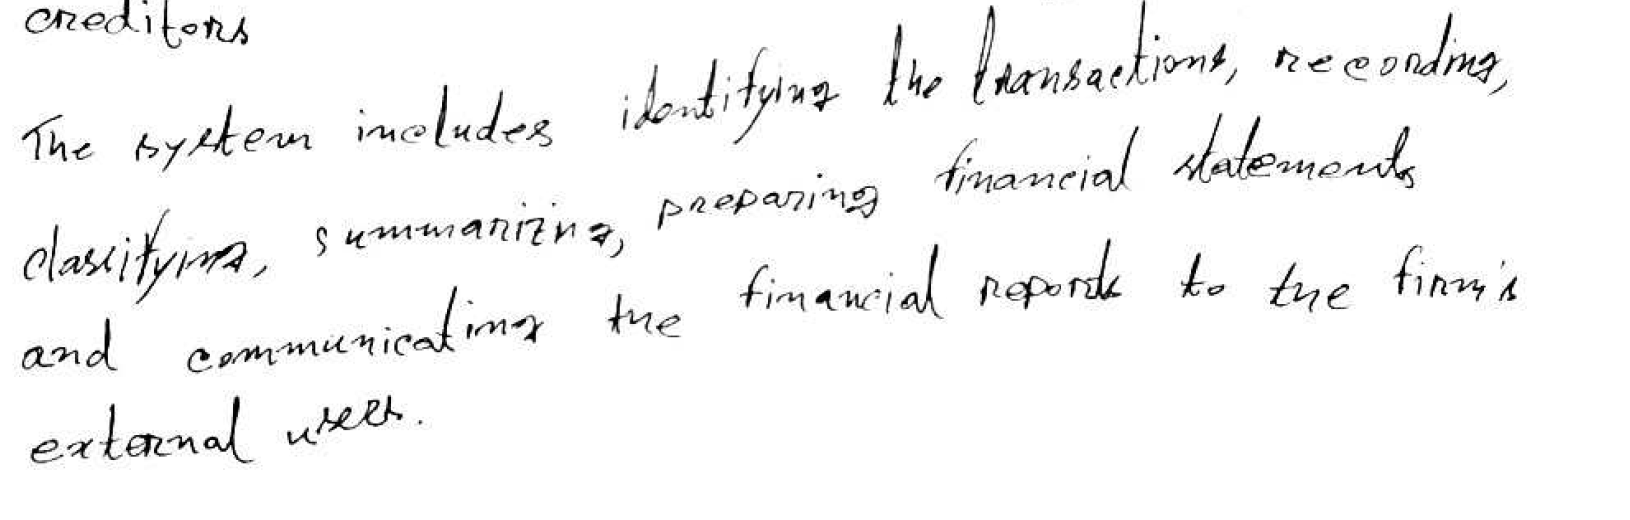 creditors
The system includes identifying the transactions, recording,
classifying, summarizing, preparing financial statements
and communicating the financial reports to the firm's
external users.